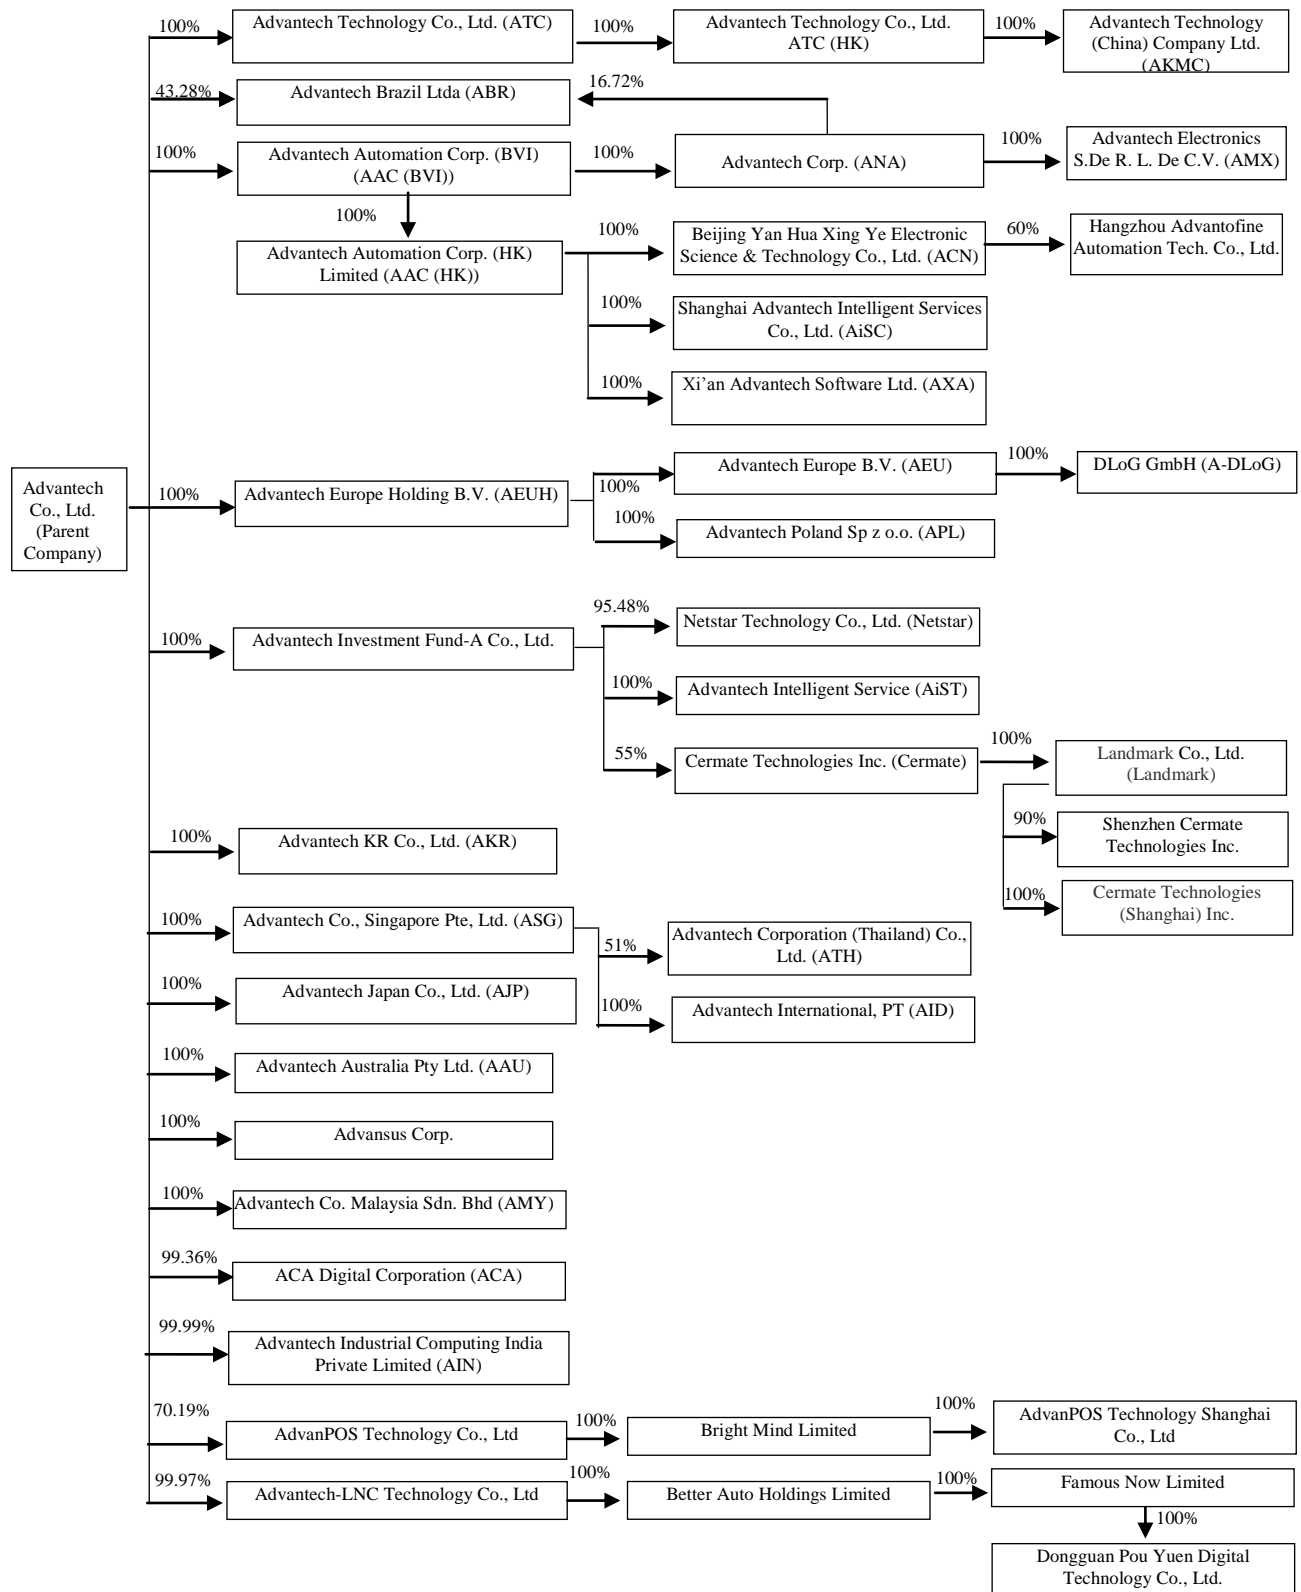 100%
Advantech Technology Co., Ltd. (ATC)
100%
Advantech Technology Co., Ltd.
ATC (HK)
100%
Advantech Technology
(China) Company Ltd.
(AKMC)
43.28%
Advantech Brazil Ltda (ABR)
16.72%
100%
Advantech Automation Corp. (BVI)
(AAC (BVI))
100%
Advantech Corp. (ANA)
100%
Advantech Electronics
S.De R. L. De C.V. (AMX)
100%
Advantech Automation Corp. (HK)
Limited (AAC (HK))
100%
Beijing Yan Hua Xing Ye Electronic
Science & Technology Co., Ltd. (ACN)
60%
Hangzhou Advantofine
Automation Tech. Co., Ltd.
100%
Shanghai Advantech Intelligent Services
Co., Ltd. (AiSC)
100%
Xi’an Advantech Software Ltd. (AXA)
Advantech
Co., Ltd.
(Parent
Company)
100%
Advantech Europe Holding B.V. (AEUH)
100%
Advantech Europe B.V. (AEU)
100%
DLoG GmbH (A-DLoG)
100%
Advantech Poland Sp z o.o. (APL)
100%
Advantech Investment Fund-A Co., Ltd.
95.48%
Netstar Technology Co., Ltd. (Netstar)
100%
Advantech Intelligent Service (AiST)
55%
Cermate Technologies Inc. (Cermate)
100%
Landmark Co., Ltd.
(Landmark)
90%
Shenzhen Cermate
Technologies Inc.
100%
Cermate Technologies
(Shanghai) Inc.
100%
Advantech KR Co., Ltd. (AKR)
100%
Advantech Co., Singapore Pte, Ltd. (ASG)
51%
Advantech Corporation (Thailand) Co.,
Ltd. (ATH)
100%
Advantech International, PT (AID)
100%
Advantech Japan Co., Ltd. (AJP)
100%
Advantech Australia Pty Ltd. (AAU)
100%
Advansus Corp.
100%
Advantech Co. Malaysia Sdn. Bhd (AMY)
99.36%
ACA Digital Corporation (ACA)
99.99%
Advantech Industrial Computing India
Private Limited (AIN)
70.19%
AdvanPOS Technology Co., Ltd
100%
Bright Mind Limited
100%
AdvanPOS Technology Shanghai
Co., Ltd
99.97%
Advantech-LNC Technology Co., Ltd
100%
Better Auto Holdings Limited
100%
Famous Now Limited
100%
Dongguan Pou Yuen Digital
Technology Co., Ltd.